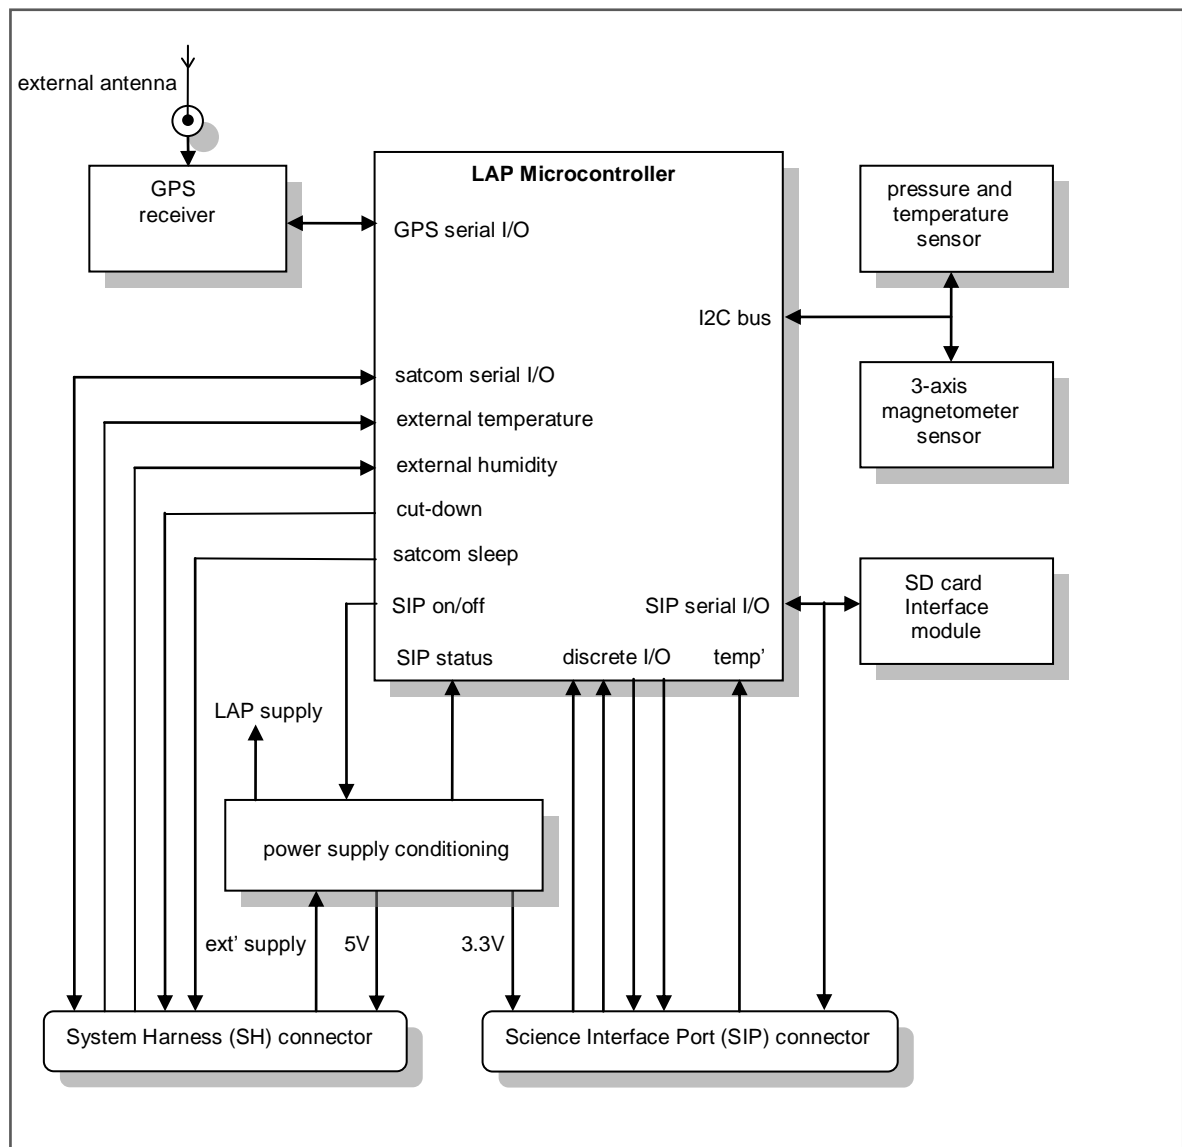 external antenna
GPS
receiver
LAP Microcontroller
GPS serial I/O
pressure and
temperature
sensor
I2C bus
3-axis
magnetometer
sensor
satcom serial I/O
external temperature
external humidity
cut-down
satcom sleep
SIP on/off
SIP serial I/O
SD card
Interface
module
SIP status
discrete I/O
temp'
LAP supply
power supply conditioning
ext' supply
5V
3.3V
System Harness (SH) connector
Science Interface Port (SIP) connector